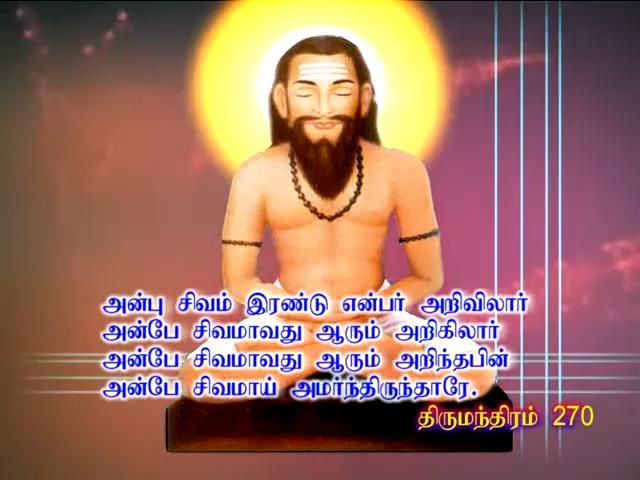 அன்பு சிவம் இரண்டு என்பர் அறிவிலார்
அன்பே சிவமாவது ஆரும் அறிகிலார்
அன்பே சிவமாவது ஆரும் அறிந்தபின்
அன்பே சிவமாய் அமர்ந்திருந்தாரே.
திருமந்திரம் 270